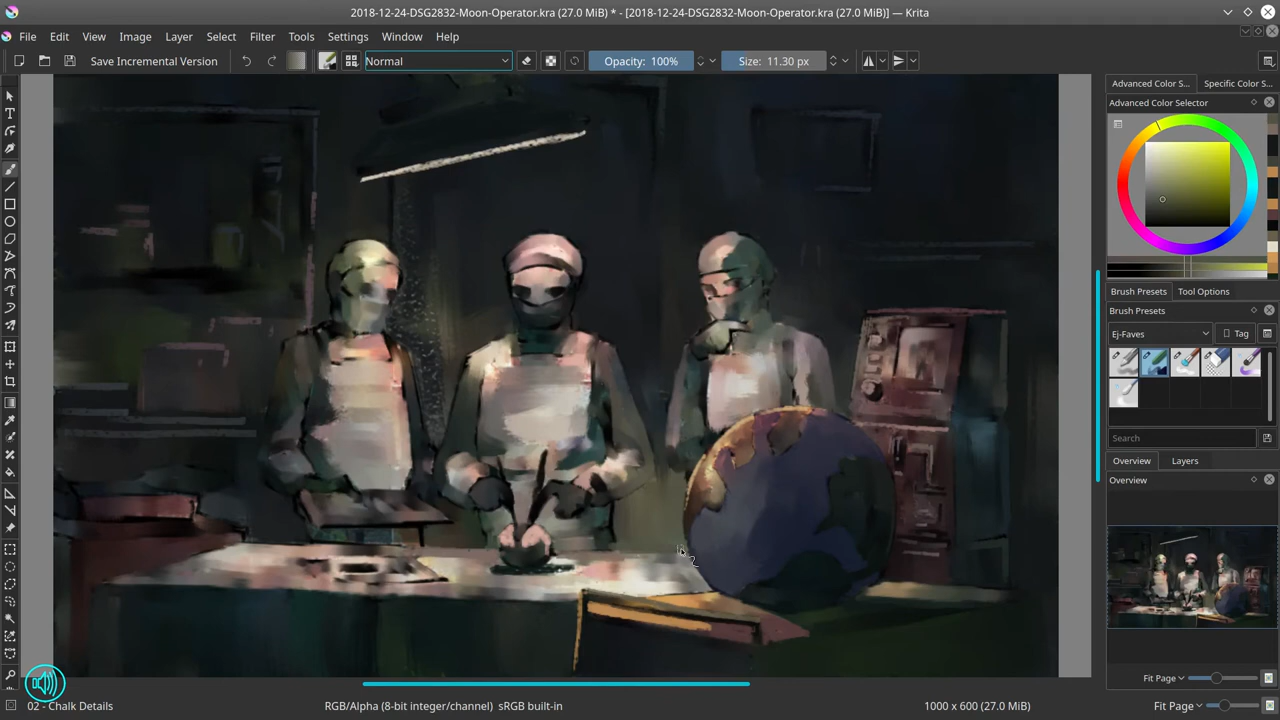 2018-12-24-DSG2832-Moon-Operator.kra (27.0 MiB) * - [2018-12-24-DSG2832-Moon-Operator.kra (27.0 MiB)] — Krita
File Edit View Image Layer Select Filter Tools Settings Window Help
Save Incremental Version Normal Opacity: 100% Size: 11.30 px
Advanced Color S... Specific Color S...
Advanced Color Selector
Brush Presets Tool Options
Brush Presets
Ej-Faves Tag
Search
Overview Layers
Overview
Fit Page
02 - Chalk Details RGB/Alpha (8-bit integer/channel) sRGB built-in 1000 x 600 (27.0 MiB) Fit Page